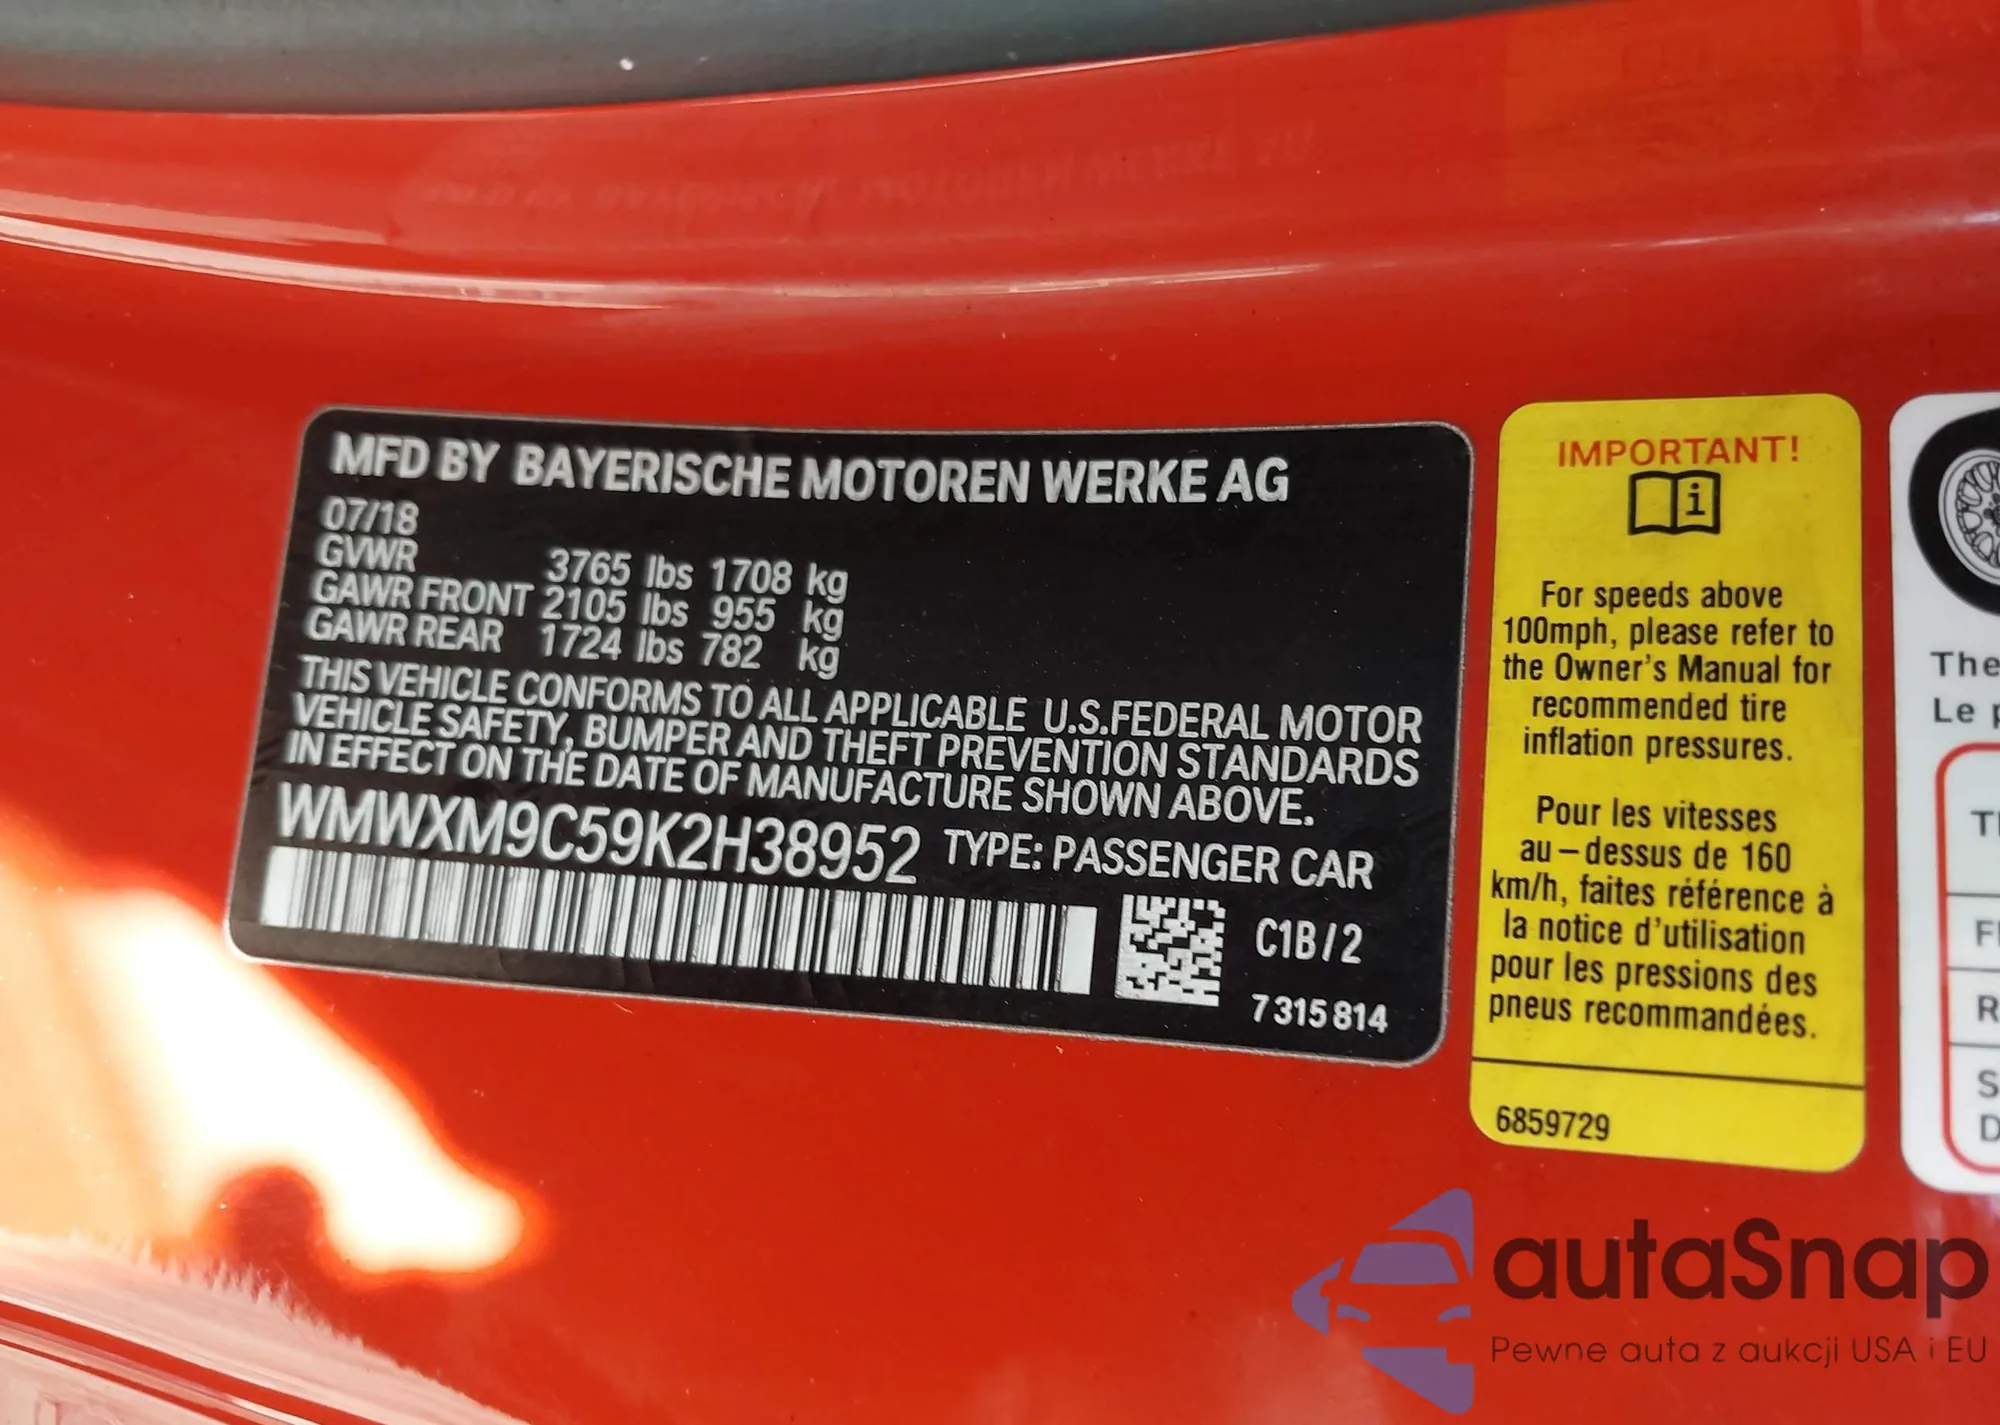 MFD BY BAYERISCHE MOTOREN WERKE AG
07/18
GVWR 3765 lbs 1708 kg
GAWR FRONT 2105 lbs 955 kg
GAWR REAR 1724 lbs 782 kg
THIS VEHICLE CONFORMS TO ALL APPLICABLE U.S.FEDERAL MOTOR
VEHICLE SAFETY, BUMPER AND THEFT PREVENTION STANDARDS
IN EFFECT ON THE DATE OF MANUFACTURE SHOWN ABOVE.
WMWXM9C59K2H38952 TYPE: PASSENGER CAR
C1B/2
7 315 814
IMPORTANT!
i
For speeds above
100mph, please refer to
the Owner's Manual for
recommended tire
inflation pressures.
Pour les vitesses
au–dessus de 160
km/h, faites référence à
la notice d'utilisation
pour les pressions des
pneus recommandées.
6859729
The
Le
autaSnap
Pewne auta z aukcji USA i EU